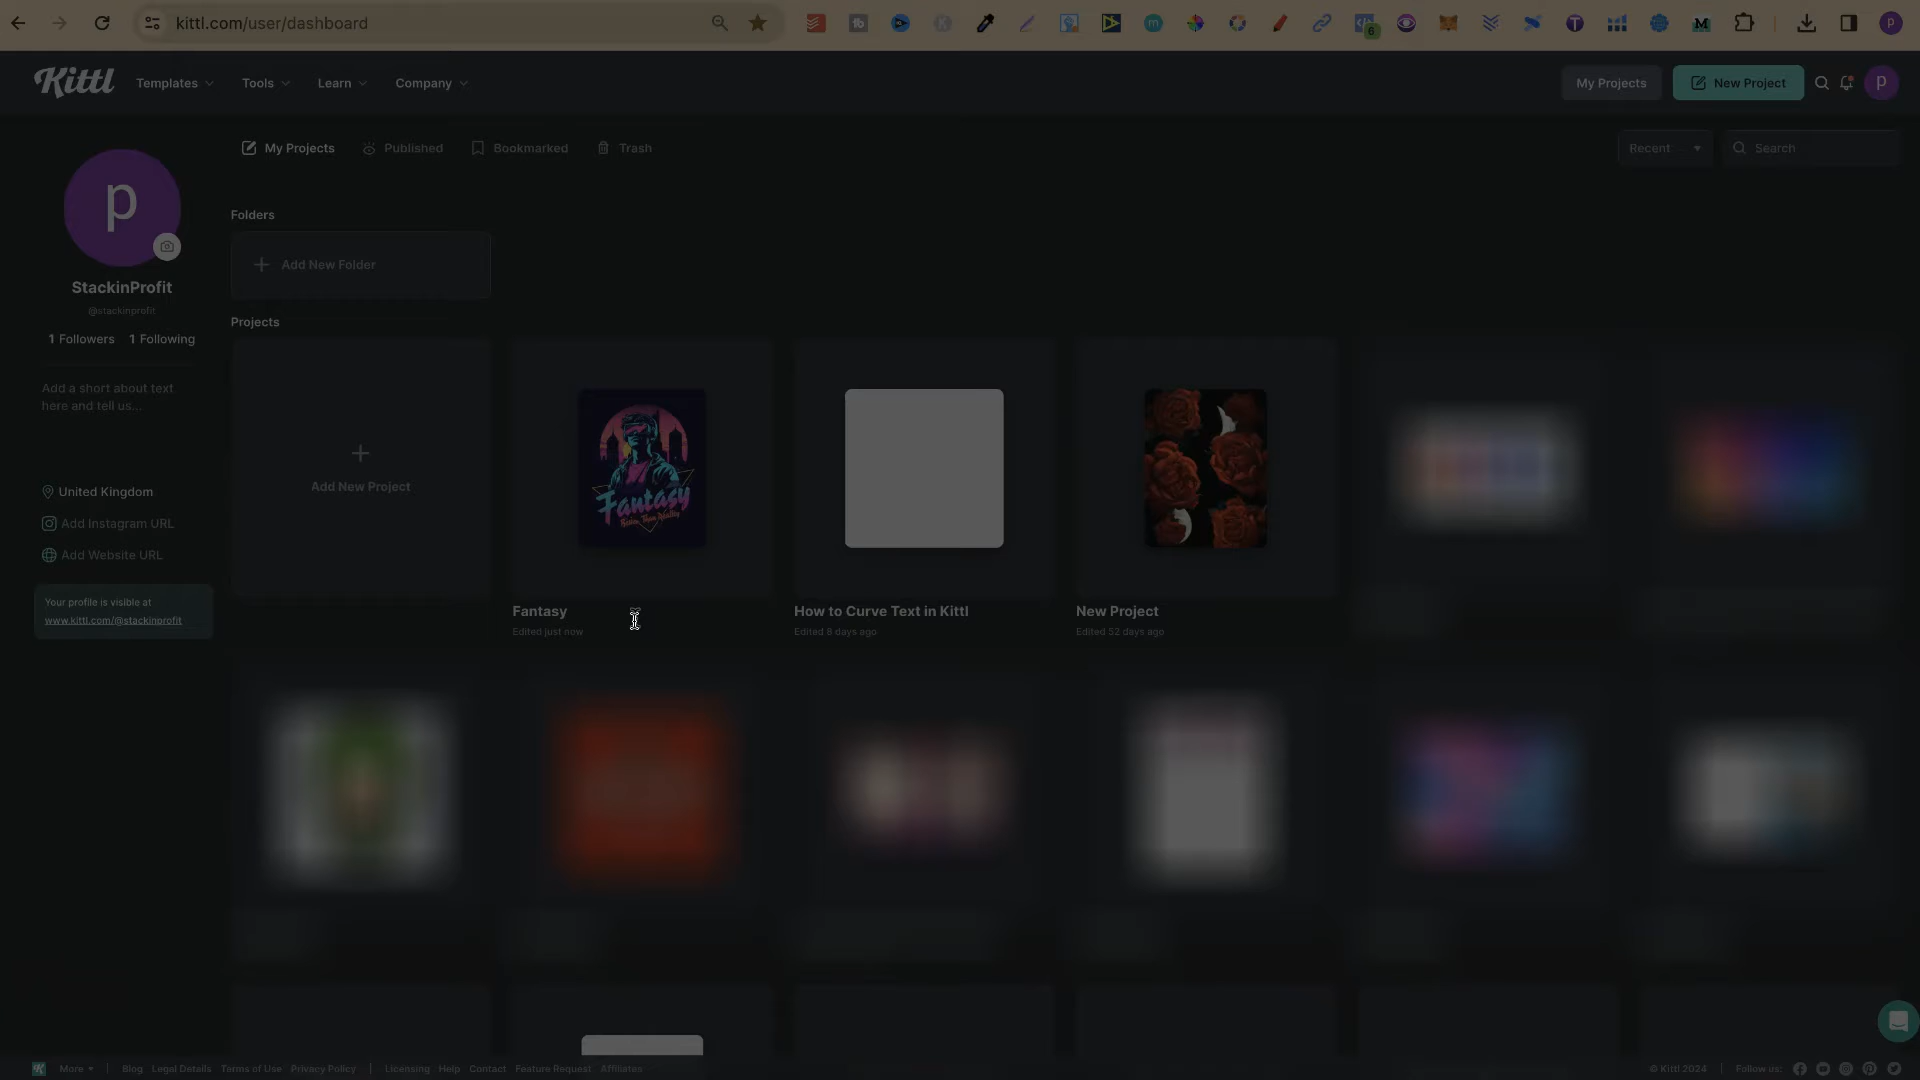 kittl.com/user/dashboard
6
p
Kittl
Templates
Tools
Learn
Company
My Projects
New Project
p
My Projects
Published
Bookmarked
Trash
Recent
Search
p
StackinProfit
@stackinprofit
1 Followers 1 Following
Add a short about text
here and tell us...
United Kingdom
Add Instagram URL
Add Website URL
Your profile is visible at
www.kittl.com/@stackinprofit
Folders
Add New Folder
Projects
Add New Project
Fantasy
Better Than Reality
Fantasy
Edited just now
How to Curve Text in Kittl
Edited 8 days ago
New Project
Edited 52 days ago
More | Blog Legal Details Terms of Use Privacy Policy | Licensing Help Contact Feature Request Affiliates
© Kittl 2024 | Follow us: